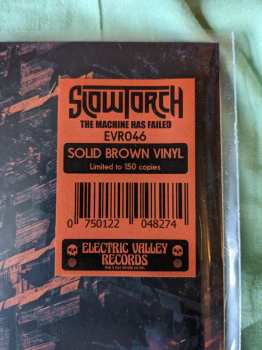 SLOWTORCH
THE MACHINE HAS FAILED
EVR046
SOLID BROWN VINYL
Limited to 150 copies
0 750122 048274
ELECTRIC VALLEY
RECORDS